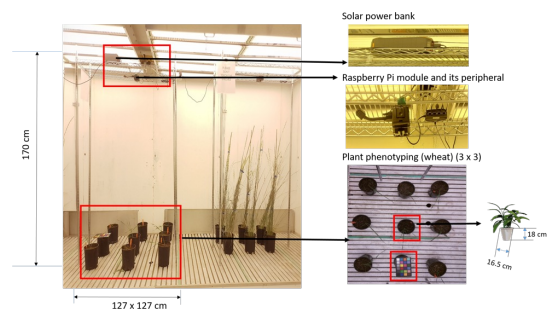 Solar power bank
Raspberry Pi module and its peripheral
170 cm
Plant phenotyping (wheat) (3 x 3)
18 cm
16.5 cm
127 x 127 cm